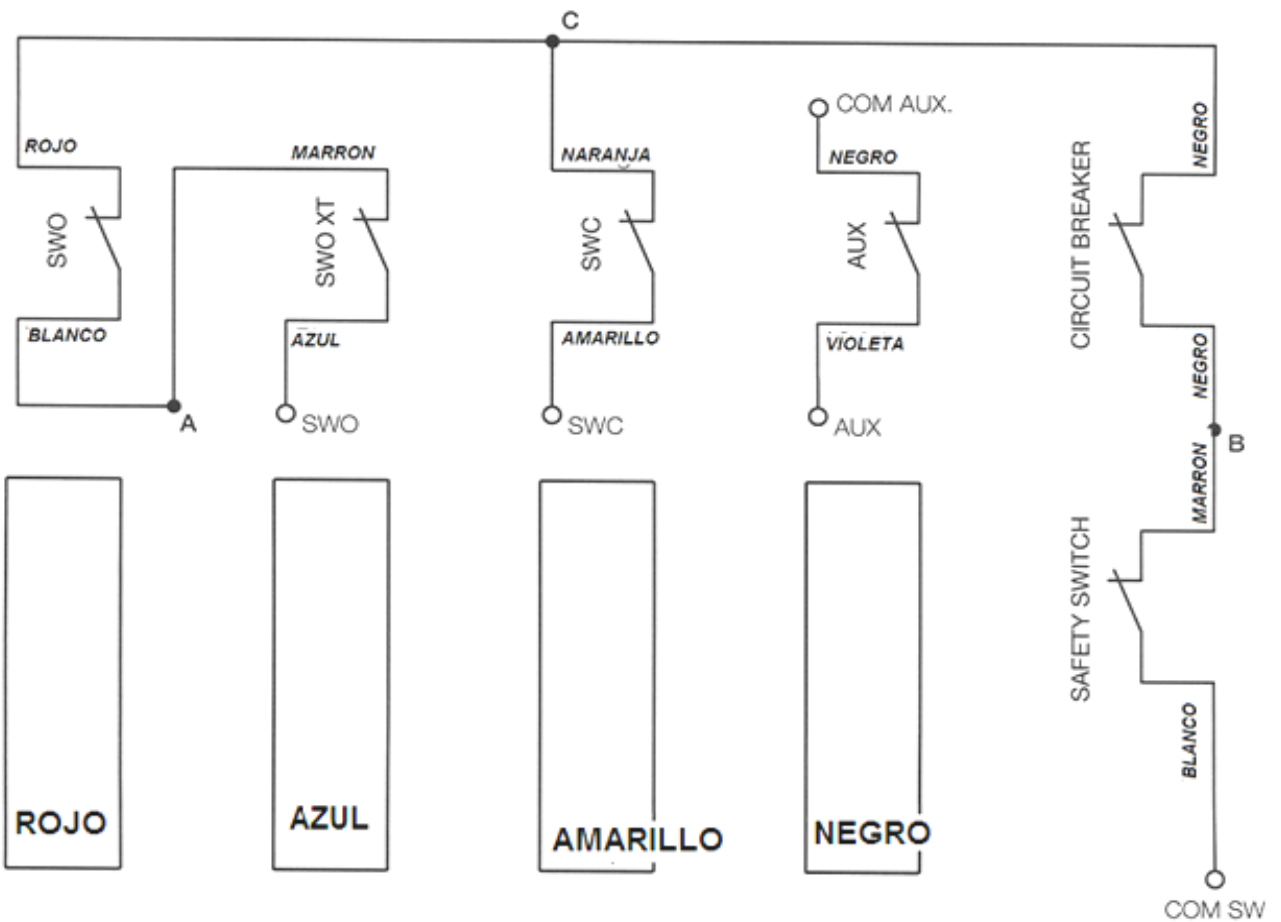 C
COM AUX.
ROJO
MARRON
NARANJA
NEGRO
NEGRO
SWO
SWO XT
SWC
AUX
CIRCUIT BREAKER
BLANCO
AZUL
AMARILLO
VIOLETA
NEGRO
A
SWO
SWC
AUX
B
MARRON
SAFETY SWITCH
BLANCO
ROJO
AZUL
AMARILLO
NEGRO
COM SW